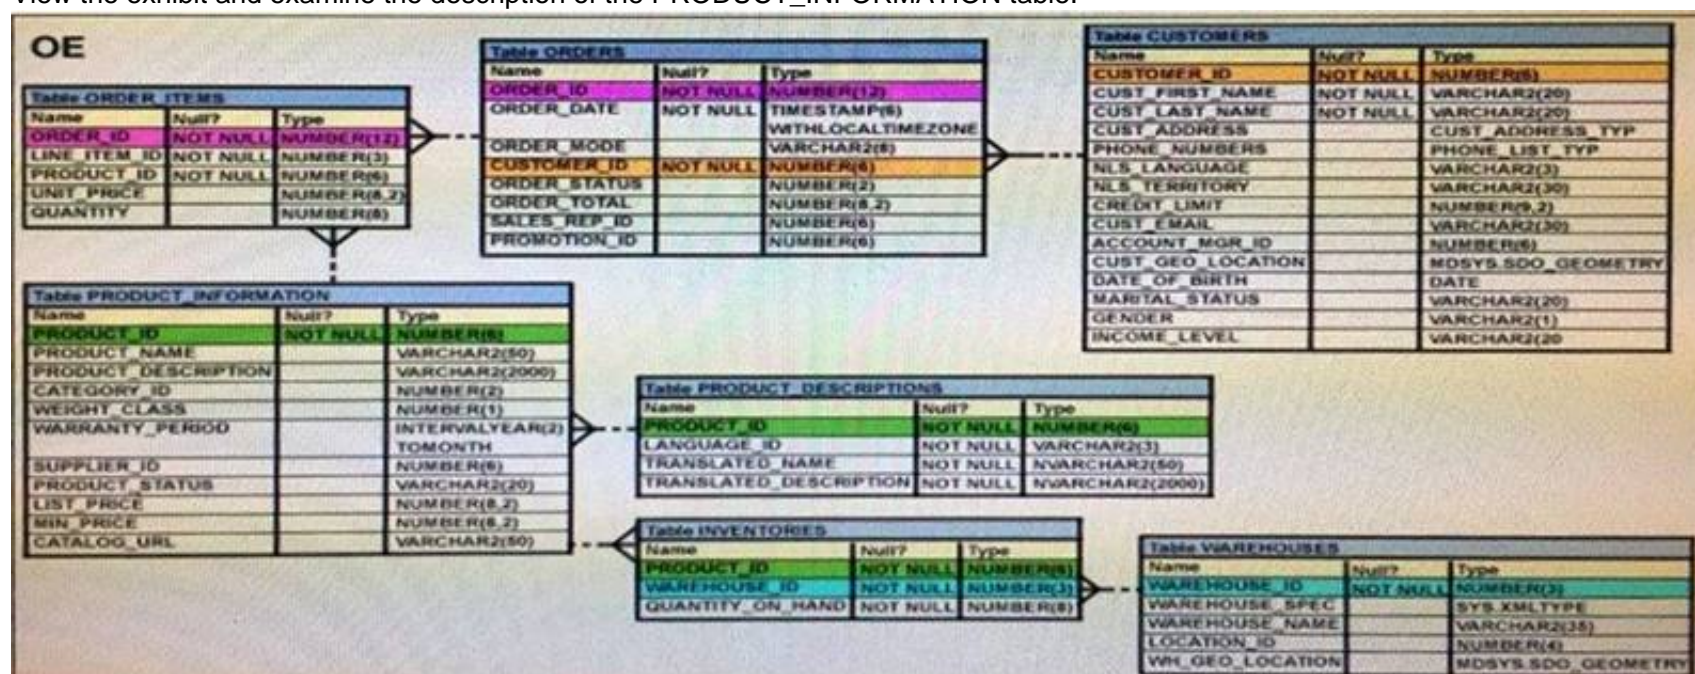 View the exhibit and examine the description of the PRODUCT_INFORMATION table.
OE
Table ORDER_ITEMS
Name Null? Type
ORDER_ID NOT NULL NUMBER(12)
LINE_ITEM_ID NOT NULL NUMBER(3)
PRODUCT_ID NOT NULL NUMBER(6)
UNIT_PRICE NUMBER(8,2)
QUANTITY NUMBER(8)
Table ORDERS
Name Null? Type
ORDER_ID NOT NULL NUMBER(12)
ORDER_DATE NOT NULL TIMESTAMP(6)
WITHLOCALTIMEZONE
ORDER_MODE VARCHAR2(8)
CUSTOMER_ID NOT NULL NUMBER(6)
ORDER_STATUS NUMBER(2)
ORDER_TOTAL NUMBER(8,2)
SALES_REP_ID NUMBER(6)
PROMOTION_ID NUMBER(6)
Table CUSTOMERS
Name Null? Type
CUSTOMER_ID NOT NULL NUMBER(6)
CUST_FIRST_NAME NOT NULL VARCHAR2(20)
CUST_LAST_NAME NOT NULL VARCHAR2(20)
CUST_ADDRESS CUST_ADDRESS_TYP
PHONE_NUMBERS PHONE_LIST_TYP
NLS_LANGUAGE VARCHAR2(3)
NLS_TERRITORY VARCHAR2(30)
CREDIT_LIMIT NUMBER(9,2)
CUST_EMAIL VARCHAR2(30)
ACCOUNT_MGR_ID NUMBER(6)
CUST_GEO_LOCATION MDSYS.SDO_GEOMETRY
DATE_OF_BIRTH DATE
MARITAL_STATUS VARCHAR2(20)
GENDER VARCHAR2(1)
INCOME_LEVEL VARCHAR2(20
Table PRODUCT_INFORMATION
Name Null? Type
PRODUCT_ID NOT NULL NUMBER(6)
PRODUCT_NAME VARCHAR2(50)
PRODUCT_DESCRIPTION VARCHAR2(2000)
CATEGORY_ID NUMBER(2)
WEIGHT_CLASS NUMBER(1)
WARRANTY_PERIOD INTERVALYEAR(2)
TOMONTH
SUPPLIER_ID NUMBER(6)
PRODUCT_STATUS VARCHAR2(20)
LIST_PRICE NUMBER(8,2)
MIN_PRICE NUMBER(8,2)
CATALOG_URL VARCHAR2(50)
Table PRODUCT_DESCRIPTIONS
Name Null? Type
PRODUCT_ID NOT NULL NUMBER(6)
LANGUAGE_ID NOT NULL VARCHAR2(3)
TRANSLATED_NAME NOT NULL NVARCHAR2(50)
TRANSLATED_DESCRIPTION NOT NULL NVARCHAR2(2000)
Table INVENTORIES
Name Null? Type
PRODUCT_ID NOT NULL NUMBER(6)
WAREHOUSE_ID NOT NULL NUMBER(3)
QUANTITY_ON_HAND NOT NULL NUMBER(8)
Table WAREHOUSES
Name Null? Type
WAREHOUSE_ID NOT NULL NUMBER(3)
WAREHOUSE_SPEC SYS.XMLTYPE
WAREHOUSE_NAME VARCHAR2(35)
LOCATION_ID NUMBER(4)
WH_GEO_LOCATION MDSYS.SDO_GEOMETRY